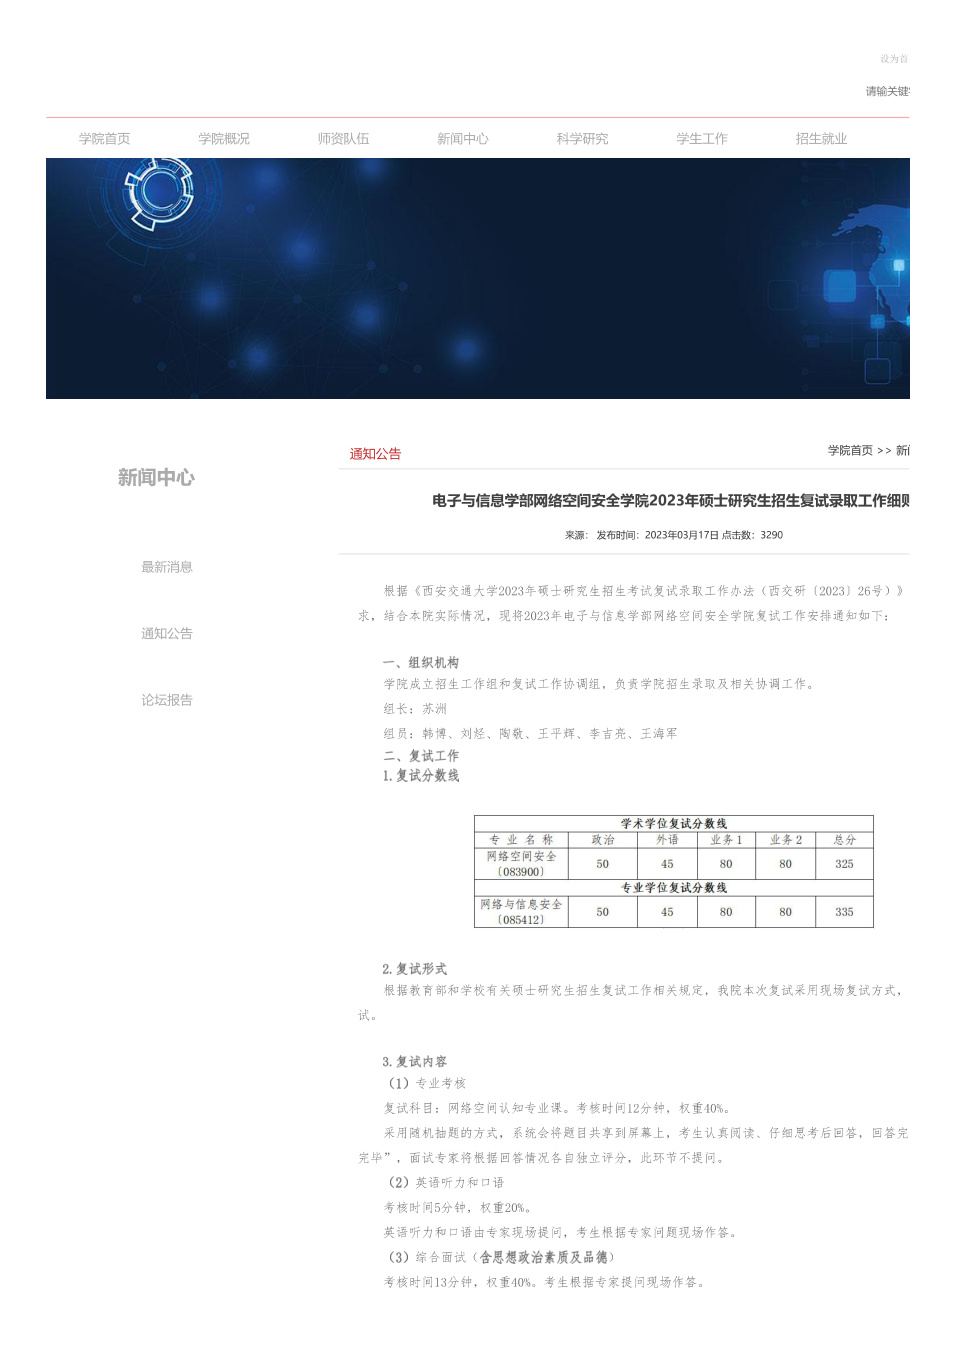 设为首
请输关键
学院首页 学院概况 师资队伍 新闻中心 科学研究 学生工作 招生就业
新闻中心
最新消息
通知公告
论坛报告
通知公告
学院首页 >> 新
电子与信息学部网络空间安全学院2023年硕士研究生招生复试录取工作细则
来源： 发布时间：2023年03月17日 点击数：3290
根据《西安交通大学2023年硕士研究生招生考试复试录取工作办法（西交研〔2023〕26号）》
求，结合本院实际情况，现将2023年电子与信息学部网络空间安全学院复试工作安排通知如下：
一、组织机构
学院成立招生工作组和复试工作协调组，负责学院招生录取及相关协调工作。
组长：苏洲
组员：韩博、刘烃、陶敬、王平辉、李吉亮、王海军
二、复试工作
1.复试分数线
学术学位复试分数线
专 业 名 称 政治 外语 业务1 业务2 总分
网络空间安全
〔083900〕 50 45 80 80 325
专业学位复试分数线
网络与信息安全
〔085412〕 50 45 80 80 335
2.复试形式
根据教育部和学校有关硕士研究生招生复试工作相关规定，我院本次复试采用现场复试方式，
试。
3.复试内容
（1）专业考核
复试科目：网络空间认知专业课。考核时间12分钟，权重40%。
采用随机抽题的方式，系统会将题目共享到屏幕上，考生认真阅读、仔细思考后回答，回答完
完毕”，面试专家将根据回答情况各自独立评分，此环节不提问。
（2）英语听力和口语
考核时间5分钟，权重20%。
英语听力和口语由专家现场提问，考生根据专家问题现场作答。
（3）综合面试（含思想政治素质及品德）
考核时间13分钟，权重40%。考生根据专家提问现场作答。